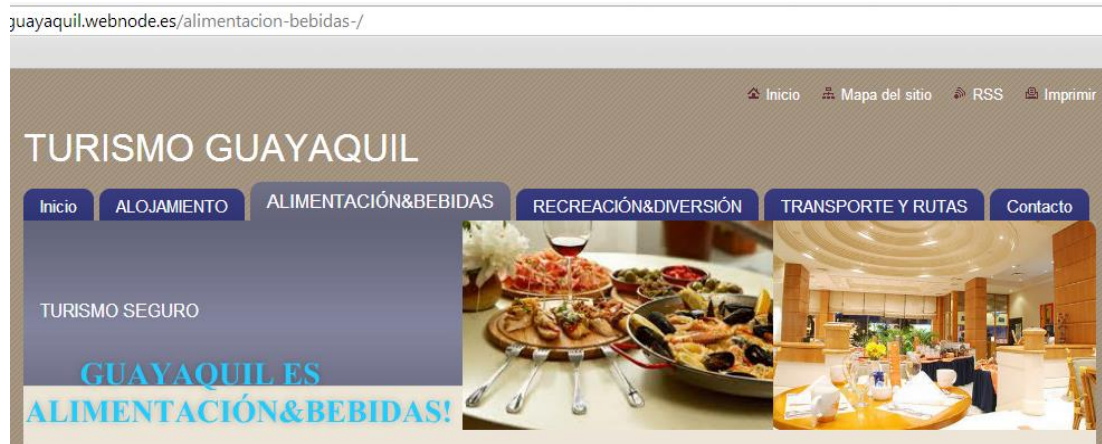 guayaquil.webnode.es/alimentacion-bebidas-/
Inicio Mapa del sitio RSS Imprimir
TURISMO GUAYAQUIL
Inicio ALOJAMIENTO ALIMENTACIÓN&BEBIDAS RECREACIÓN&DIVERSIÓN TRANSPORTE Y RUTAS Contacto
TURISMO SEGURO
GUAYAQUIL ES
ALIMENTACIÓN&BEBIDAS!